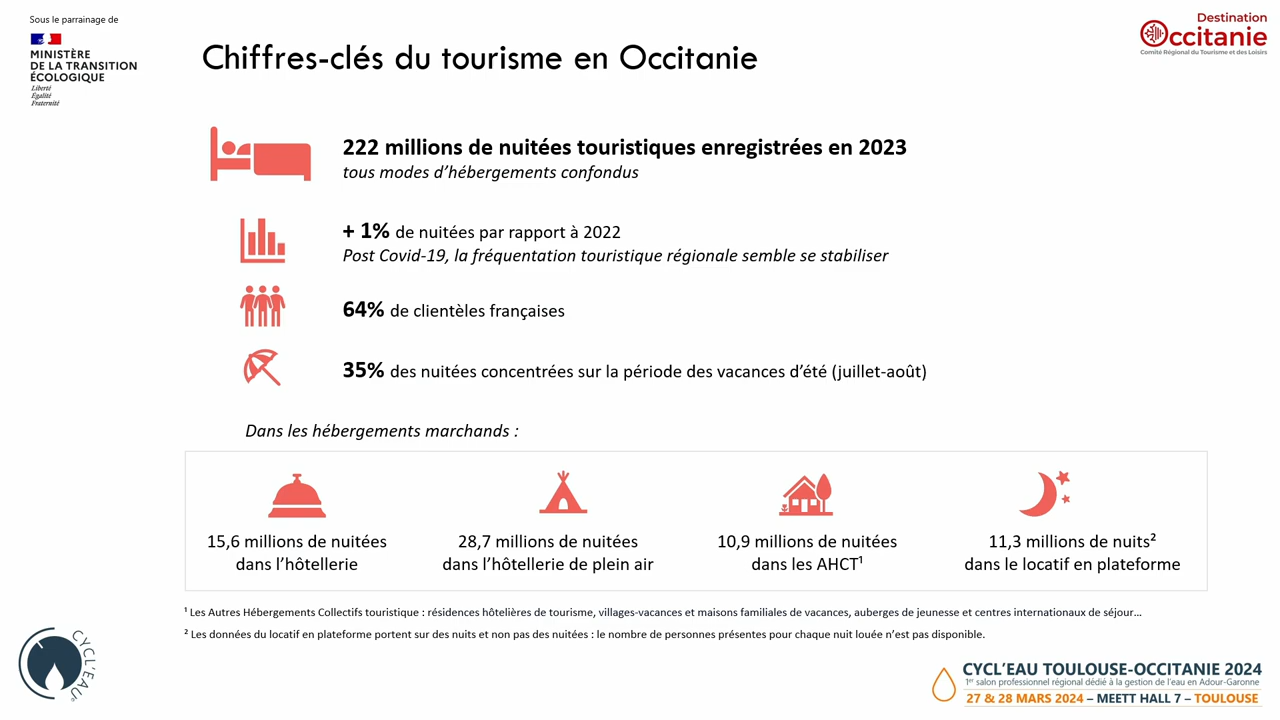 Sous le parrainage de
MINISTÈRE
DE LA TRANSITION
ÉCOLOGIQUE
Liberté
Égalité
Fraternité
Destination
Occitanie
Comité Régional du Tourisme et des Loisirs
Chiffres-clés du tourisme en Occitanie
222 millions de nuitées touristiques enregistrées en 2023
tous modes d’hébergements confondus
+ 1% de nuitées par rapport à 2022
Post Covid-19, la fréquentation touristique régionale semble se stabiliser
64% de clientèles françaises
35% des nuitées concentrées sur la période des vacances d’été (juillet-août)
Dans les hébergements marchands :
15,6 millions de nuitées
dans l’hôtellerie
28,7 millions de nuitées
dans l’hôtellerie de plein air
10,9 millions de nuitées
dans les AHCT¹
11,3 millions de nuits²
dans le locatif en plateforme
¹ Les Autres Hébergements Collectifs touristique : résidences hôtelières de tourisme, villages-vacances et maisons familiales de vacances, auberges de jeunesse et centres internationaux de séjour…
² Les données du locatif en plateforme portent sur des nuits et non pas des nuitées : le nombre de personnes présentes pour chaque nuit louée n’est pas disponible.
CYCL'EAU
CYCL'EAU TOULOUSE-OCCITANIE 2024
1er salon professionnel régional dédié à la gestion de l'eau en Adour-Garonne
27 & 28 MARS 2024 – MEETT HALL 7 – TOULOUSE